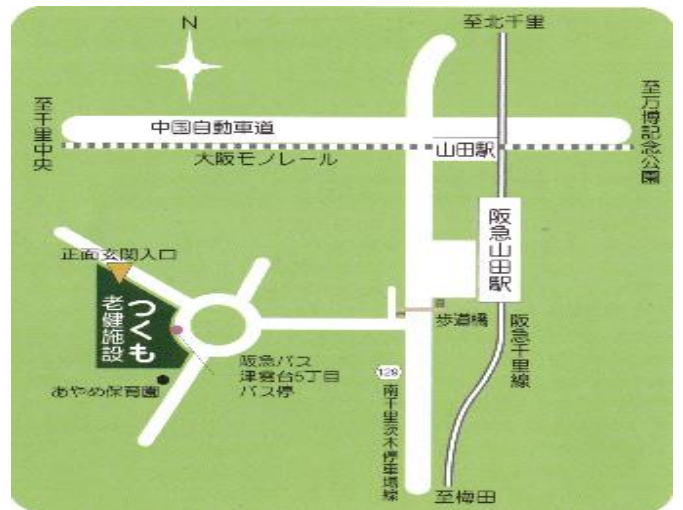 N
至北千里
至千里中央
中国自動車道
大阪モノレール
山田駅
至万博記念公園
阪急山田駅
正面玄関入口
老健施設
つくも
阪急バス
津雲台5丁目
バス停
あやめ保育園
歩道橋
阪急千里線
129
南千里茨木停車場線
至梅田